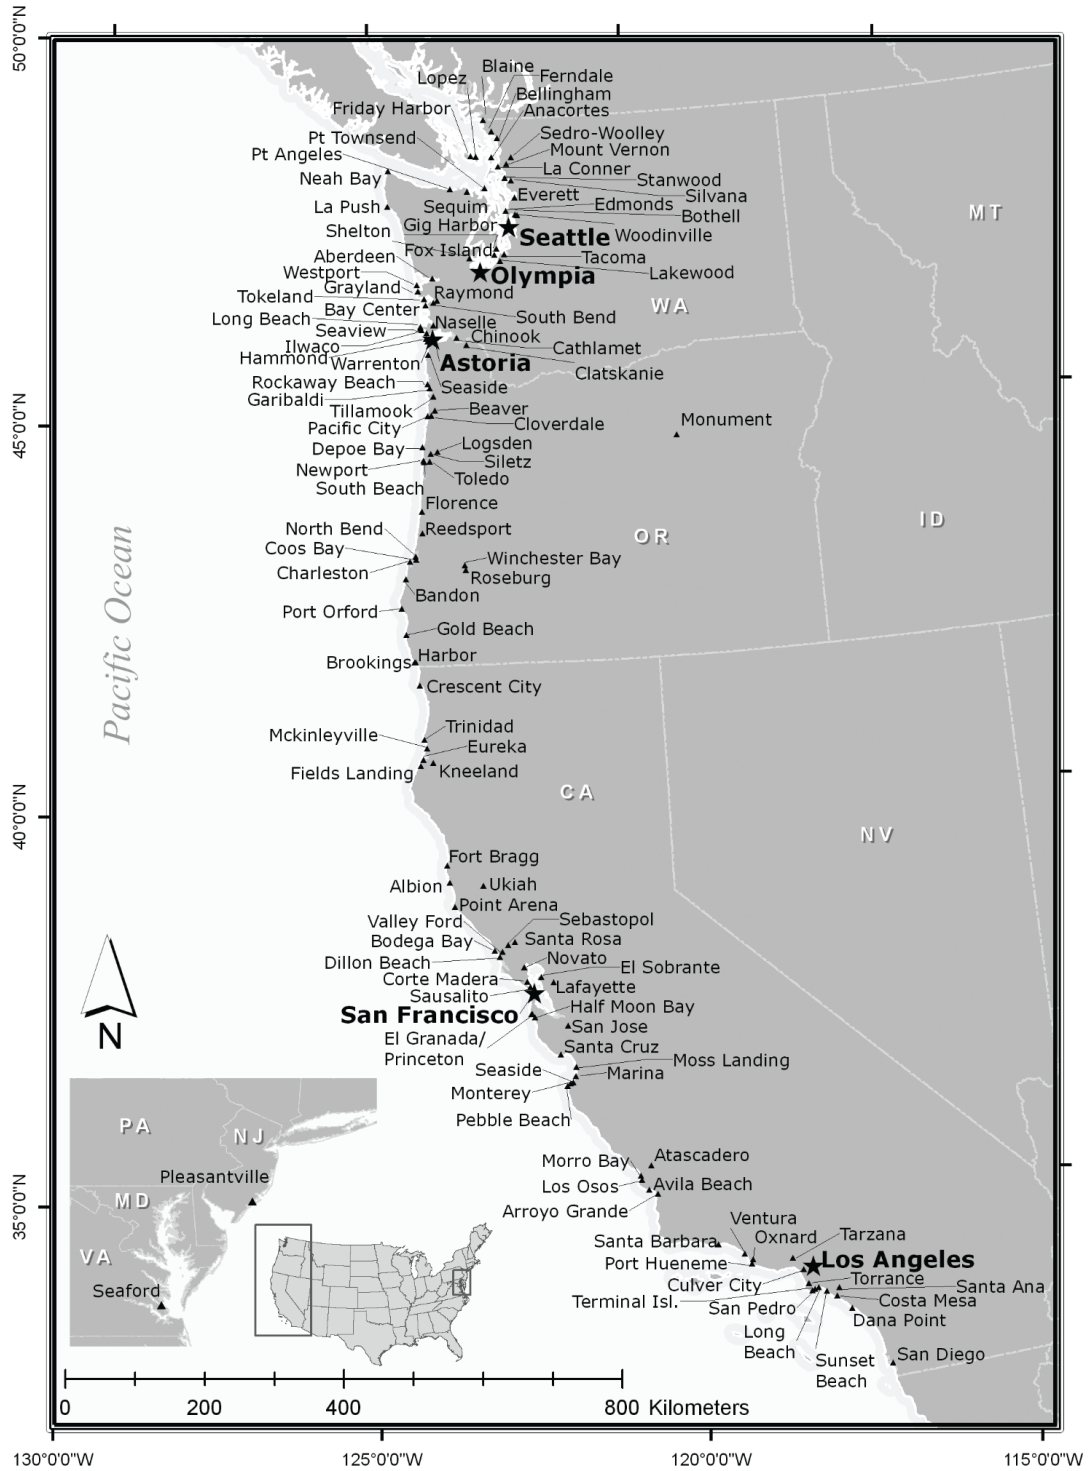 50°0'0"N
Blaine
Lopez
Ferndale
Bellingham
Friday Harbor
Anacortes
Pt Townsend
Sedro-Woolley
Mount Vernon
Pt Angeles
La Conner
Neah Bay
Stanwood
Silvana
Everett
La Push
Sequim
Edmonds
Bothell
MT
Gig Harbor
Shelton
Seattle
Woodinville
Fox Island
Aberdeen
Tacoma
Westport
Olympia
Lakewood
Grayland
Raymond
Tokeland
WA
Bay Center
South Bend
Long Beach
Naselle
Seaview
Chinook
Ilwaco
Cathlamet
Hammond
Warrenton
Astoria
Clatskanie
Rockaway Beach
Seaside
Garibaldi
Tillamook
Beaver
Monument
Pacific City
Cloverdale
45°0'0"N
Depoe Bay
Logsden
Siletz
Newport
Toledo
South Beach
Florence
ID
North Bend
Reedsport
OR
Coos Bay
Winchester Bay
Charleston
Roseburg
Bandon
Port Orford
Gold Beach
Pacific Ocean
Brookings
Harbor
Crescent City
Trinidad
Mckinleyville
Eureka
Fields Landing
Kneeland
CA
40°0'0"N
NV
Fort Bragg
Albion
Ukiah
Point Arena
Valley Ford
Sebastopol
Bodega Bay
Santa Rosa
Dillon Beach
Novato
El Sobrante
Corte Madera
Lafayette
Sausalito
San Francisco
Half Moon Bay
San Jose
El Granada/
Princeton
N
Santa Cruz
Moss Landing
Seaside
Marina
Monterey
Pebble Beach
PA
NJ
Morro Bay
Atascadero
Pleasantville
Los Osos
Avila Beach
MD
35°0'0"N
Arroyo Grande
Ventura
Santa Barbara
Oxnard
Tarzana
VA
Port Hueneme
Los Angeles
Culver City
Torrance
Santa Ana
Seaford
Terminal Isl.
Costa Mesa
San Pedro
Dana Point
Long
Beach
San Diego
Sunset
Beach
0 200 400 800 Kilometers
130°0'0"W 125°0'0"W 120°0'0"W 115°0'0"W